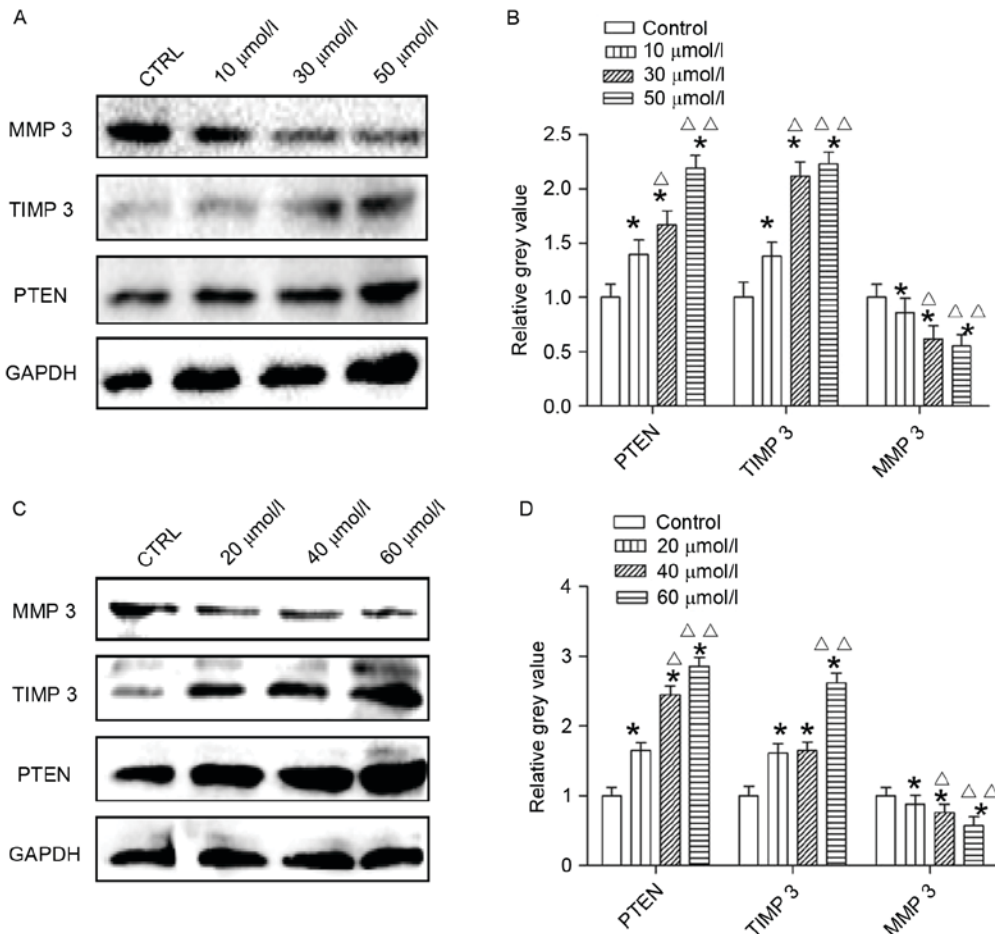 A
CTRL
10 μmol/l
30 μmol/l
50 μmol/l
MMP 3
TIMP 3
PTEN
GAPDH
B
Control
10 μmol/l
30 μmol/l
50 μmol/l
Relative grey value
2.5
2.0
1.5
1.0
0.5
0.0
△ * * △ △ *
* △ * △ △ *
* △ * △ △ *
PTEN
TIMP 3
MMP 3
C
CTRL
20 μmol/l
40 μmol/l
60 μmol/l
MMP 3
TIMP 3
PTEN
GAPDH
D
Control
20 μmol/l
40 μmol/l
60 μmol/l
Relative grey value
4
3
2
1
0
* △ * △ △ *
* * △ △ *
* △ * △ △ *
PTEN
TIMP 3
MMP 3